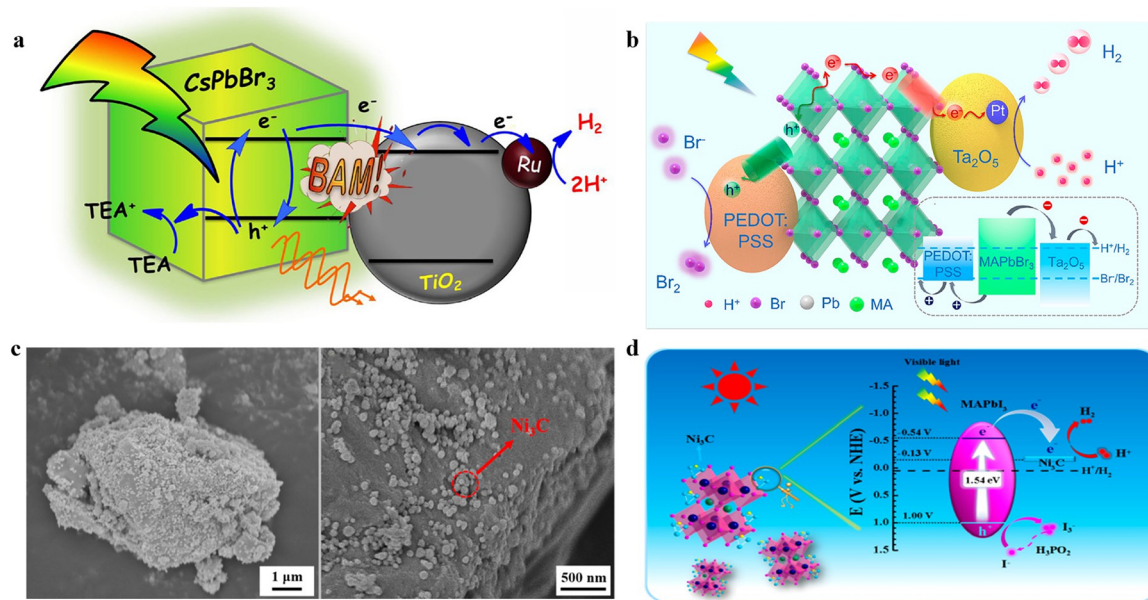 a
CsPbBr₃
e⁻
e⁻
e⁻
H₂
BAM!
Ru
2H⁺
TEA⁺
h⁺
TEA
TiO₂
b
H₂
e⁻
e⁻
e⁻
Pt
h⁺
Ta₂O₅
Br⁻
H⁺
h⁺
PEDOT:
PSS
Br₂
PEDOT:
PSS
MAPbBr₃
Ta₂O₅
H⁺/H₂
Br⁻/Br₂
H⁺ Br Pb MA
c
Ni₃C
1 μm
500 nm
d
Visible light
-1.5
MAPbI₃
-1.0
e⁻
H₂
-0.54 V
-0.5
e⁻
e⁻
Ni₃C
-0.13 V
0.0
Ni₃C
H⁺
H⁺/H₂
E (V vs. NHE)
1.54 eV
0.5
1.00 V
1.0
h⁺
I₃⁻
1.5
H₃PO₂
I⁻